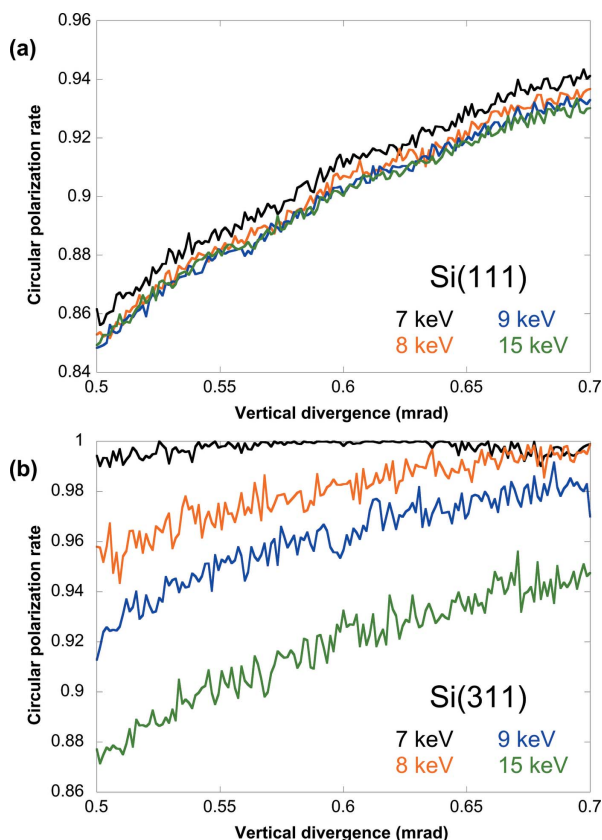 (a)
Circular polarization rate
0.96
0.94
0.92
0.9
0.88
0.86
0.84
Si(111)
7 keV 9 keV
8 keV 15 keV
0.5 0.55 0.6 0.65 0.7
Vertical divergence (mrad)
(b)
Circular polarization rate
1
0.98
0.96
0.94
0.92
0.9
0.88
0.86
Si(311)
7 keV 9 keV
8 keV 15 keV
0.5 0.55 0.6 0.65 0.7
Vertical divergence (mrad)